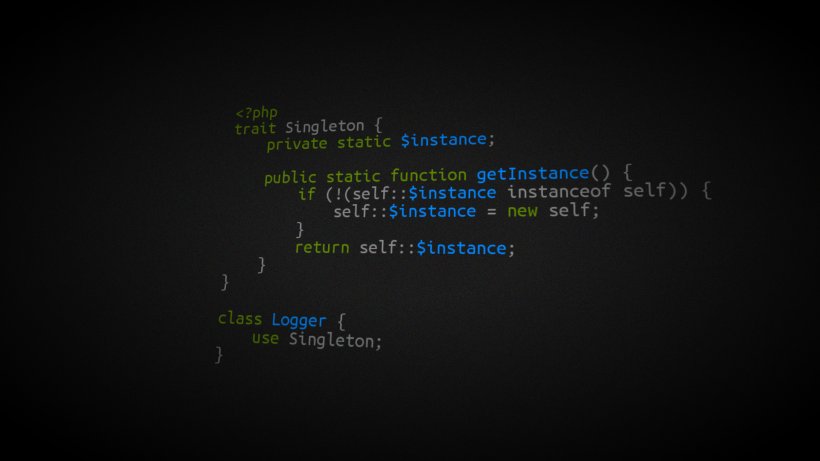 <?php
trait Singleton {
    private static $instance;
    public static function getInstance() {
        if (!(self::$instance instanceof self)) {
            self::$instance = new self;
        }
        return self::$instance;
    }
}
class Logger {
    use Singleton;
}